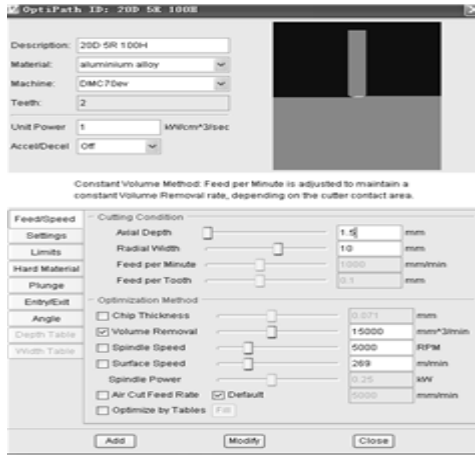 OptiPath ID: 20D 5R 100H
Description: 20D 5R 100H
Material: aluminium alloy
Machine: DMC70ev
Teeth: 2
Unit Power 1 kW/cm^3/sec
Accel/Decel Off
Constant Volume Method: Feed per Minute is adjusted to maintain a
constant Volume Removal rate, depending on the cutter contact area.
Feed/Speed
Settings
Limits
Hard Material
Plunge
Entry/Exit
Angle
Depth Table
Width Table
Cutting Condition
Axial Depth 1.5 mm
Radial Width 10 mm
Feed per Minute 1000 mm/min
Feed per Tooth 0.1 mm
Optimization Method
Chip Thickness 0.071 mm
Volume Removal 15000 mm^3/min
Spindle Speed 5000 RPM
Surface Speed 269 m/min
Spindle Power 0.25 kW
Air Cut Feed Rate Default 5000 mm/min
Optimize by Tables Fill
Add Modify Close